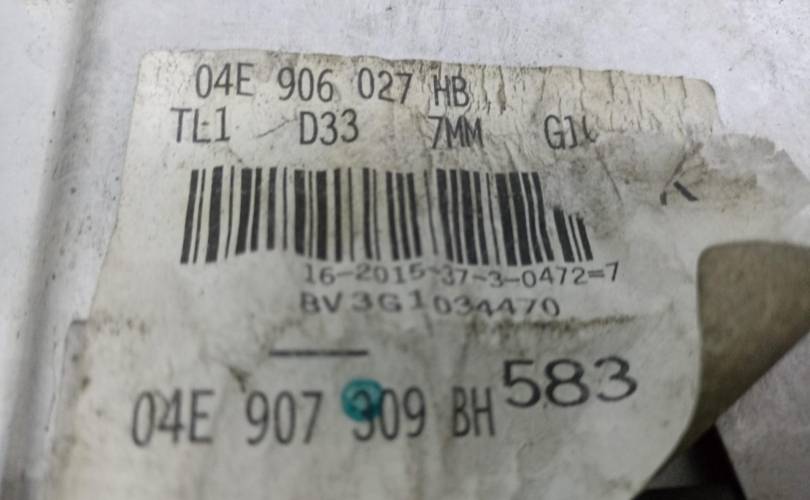 04E 906 027 HB
TL1 D33 7MM
16-2015-37-3-0472=7
BV3G1034470
04E 907 309 BH 583